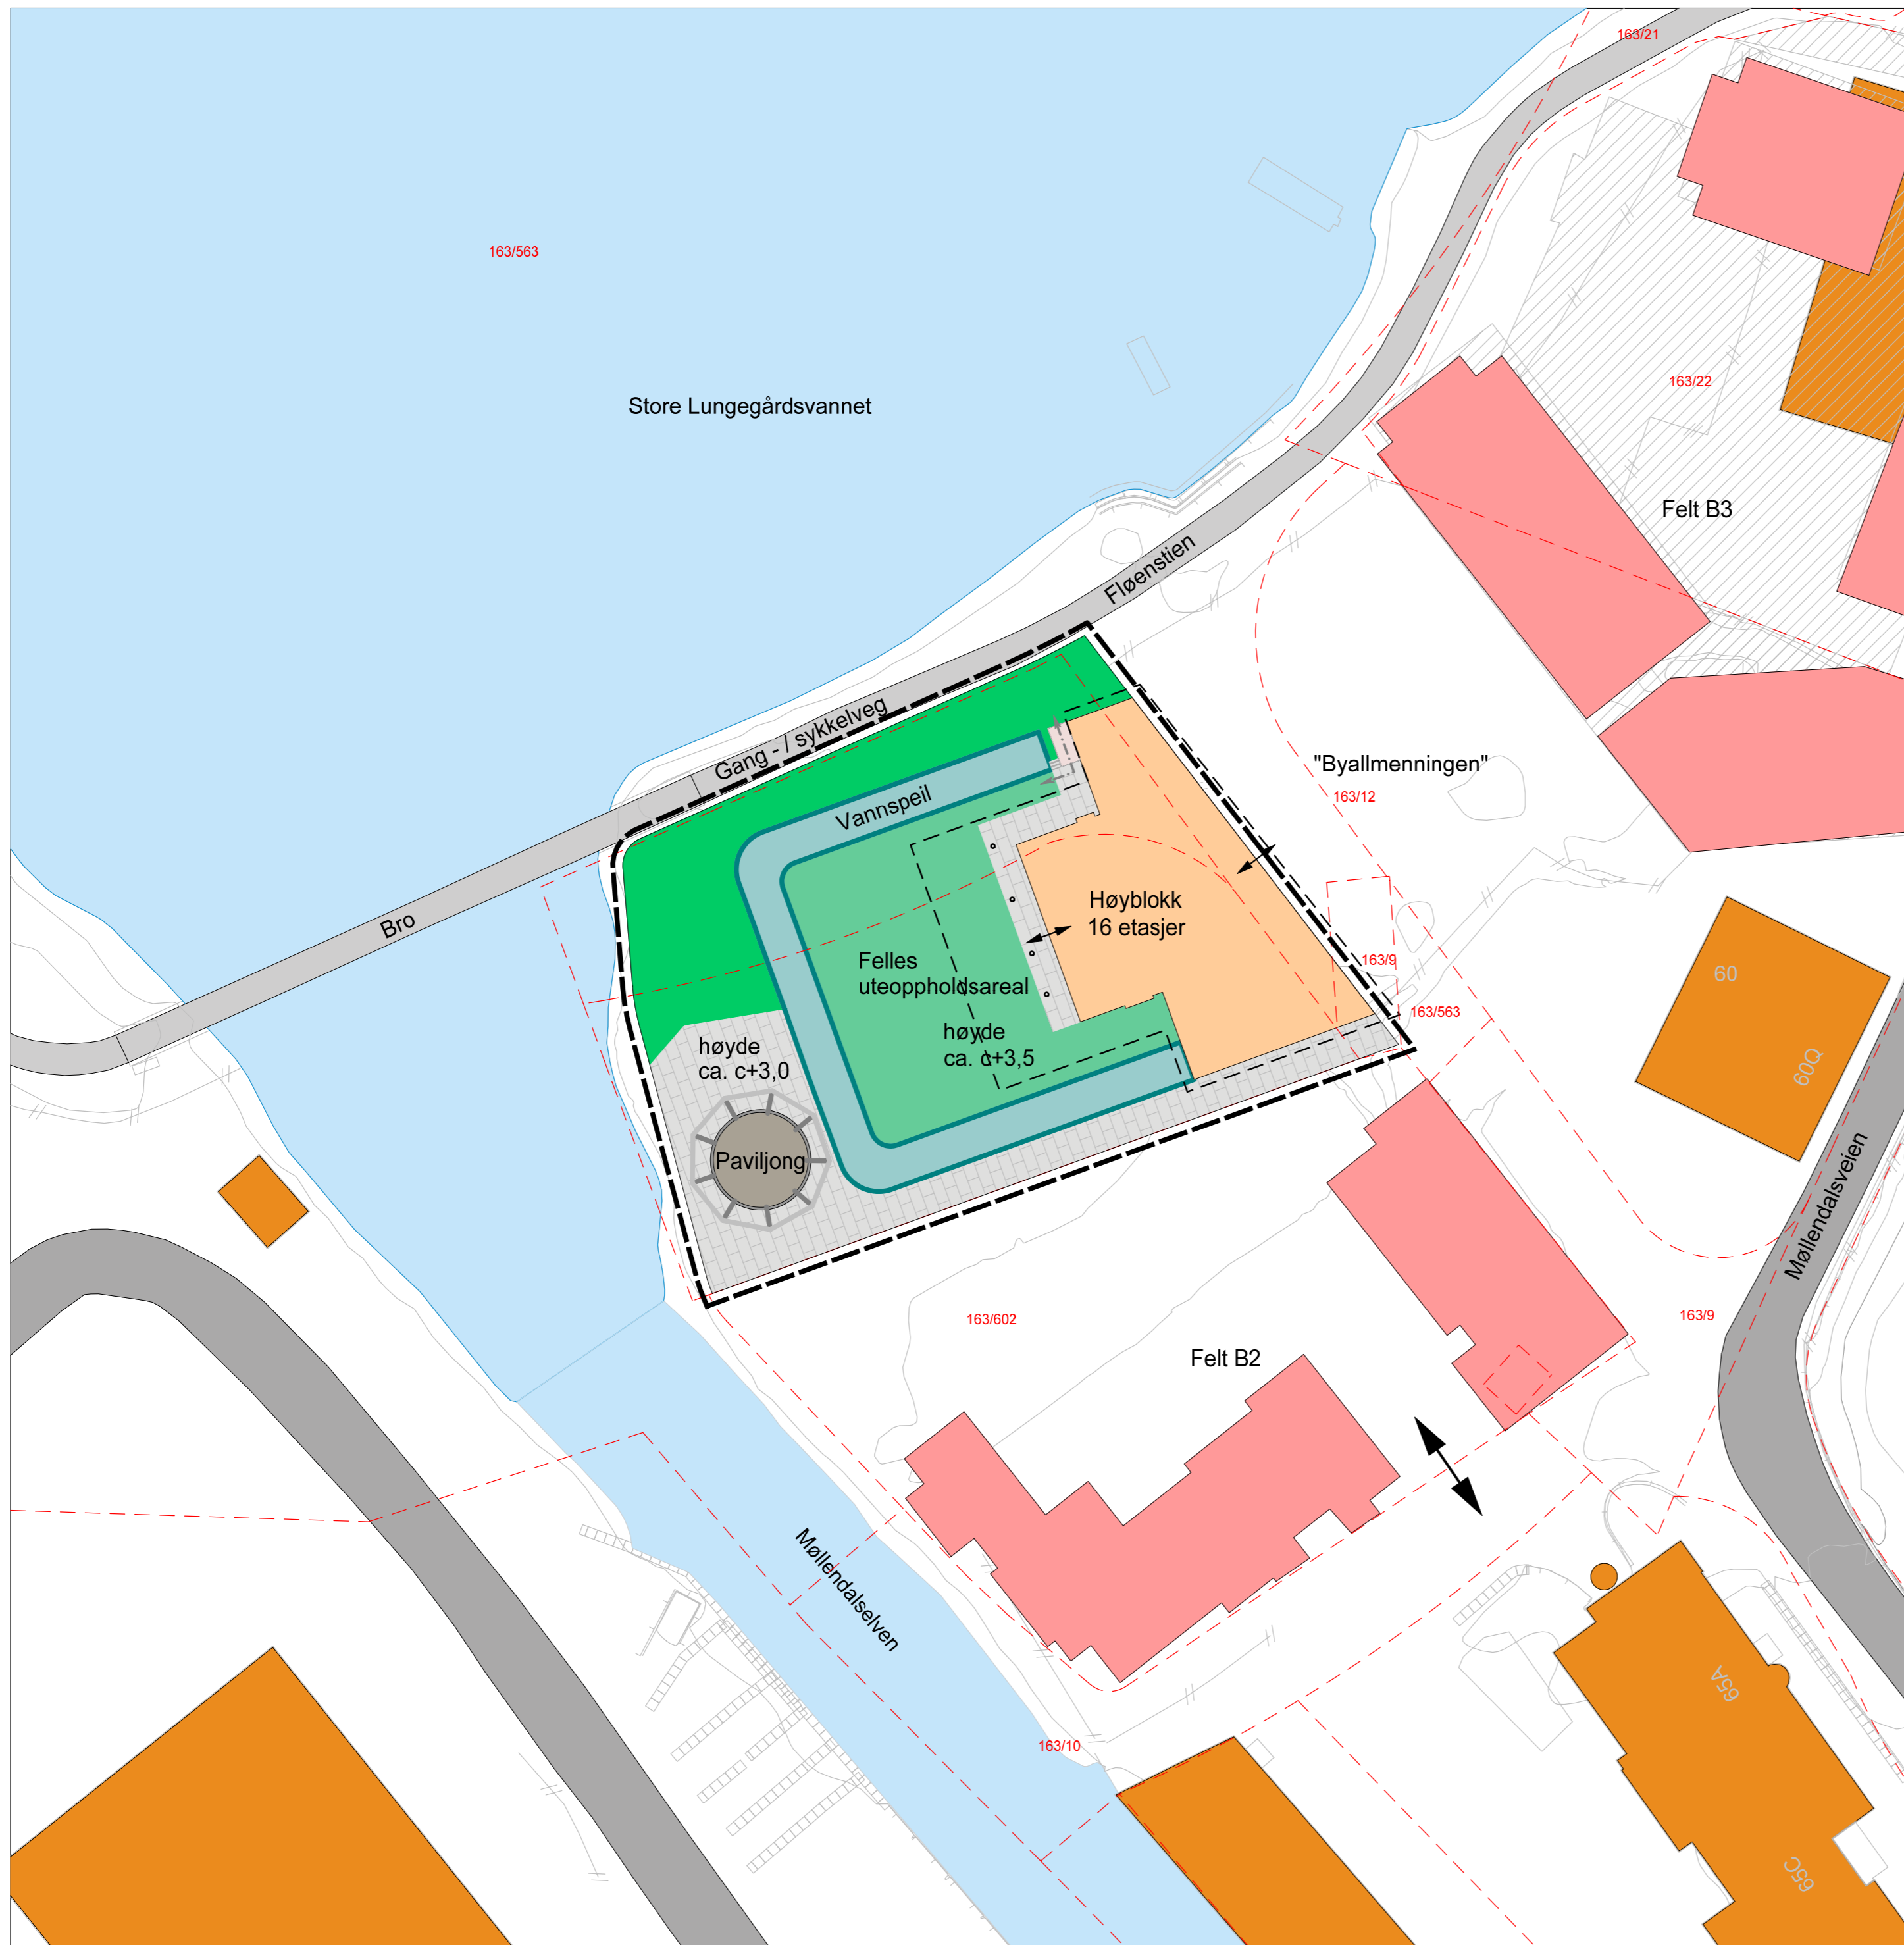 163/21
163/563
163/22
Store Lungegårdsvannet
Felt B3
Fløenstien
Gang - / sykkelveg
"Byallmenningen"
163/12
Vannspeil
Bro
Høyblokk
16 etasjer
Felles
uteoppholdsareal
163/9
60
163/563
høyde
ca. c+3,5
høyde
ca. c+3,0
60Q
Paviljong
Møllendalsveien
163/602
163/9
Felt B2
Møllendalselven
65A
163/10
65C